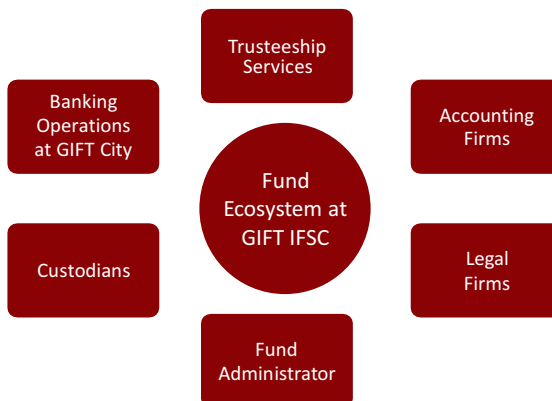 Trusteeship
Services
Banking
Operations
at GIFT City
Accounting
Firms
Fund
Ecosystem at
GIFT IFSC
Custodians
Legal
Firms
Fund
Administrator